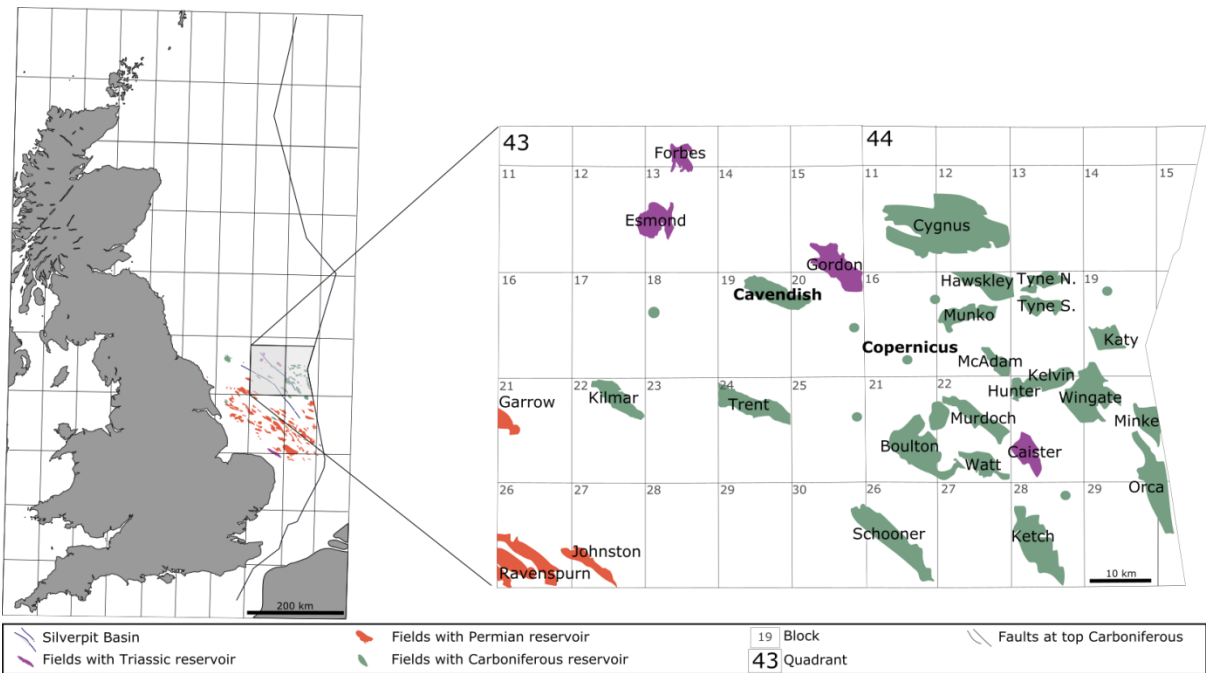 43
44
Forbes
11
12
13
14
15
11
12
13
14
15
Esmond
Cygnus
Gordon
16
17
18
19
20
16
Hawskley
Tyne N.
19
Cavendish
Munko
Tyne S.
Copernicus
McAdam
Katy
21
22
23
24
25
21
22
Kelvin
Hunter
Garrow
Kilmar
Trent
Murdoch
Wingate
Minke
Boulton
Caister
Watt
26
27
28
29
30
26
27
28
29
Orca
Schooner
Ketch
Johnston
Ravenspurn
10 km
200 km
Silverpit Basin
Fields with Permian reservoir
19 Block
Faults at top Carboniferous
Fields with Triassic reservoir
Fields with Carboniferous reservoir
43 Quadrant